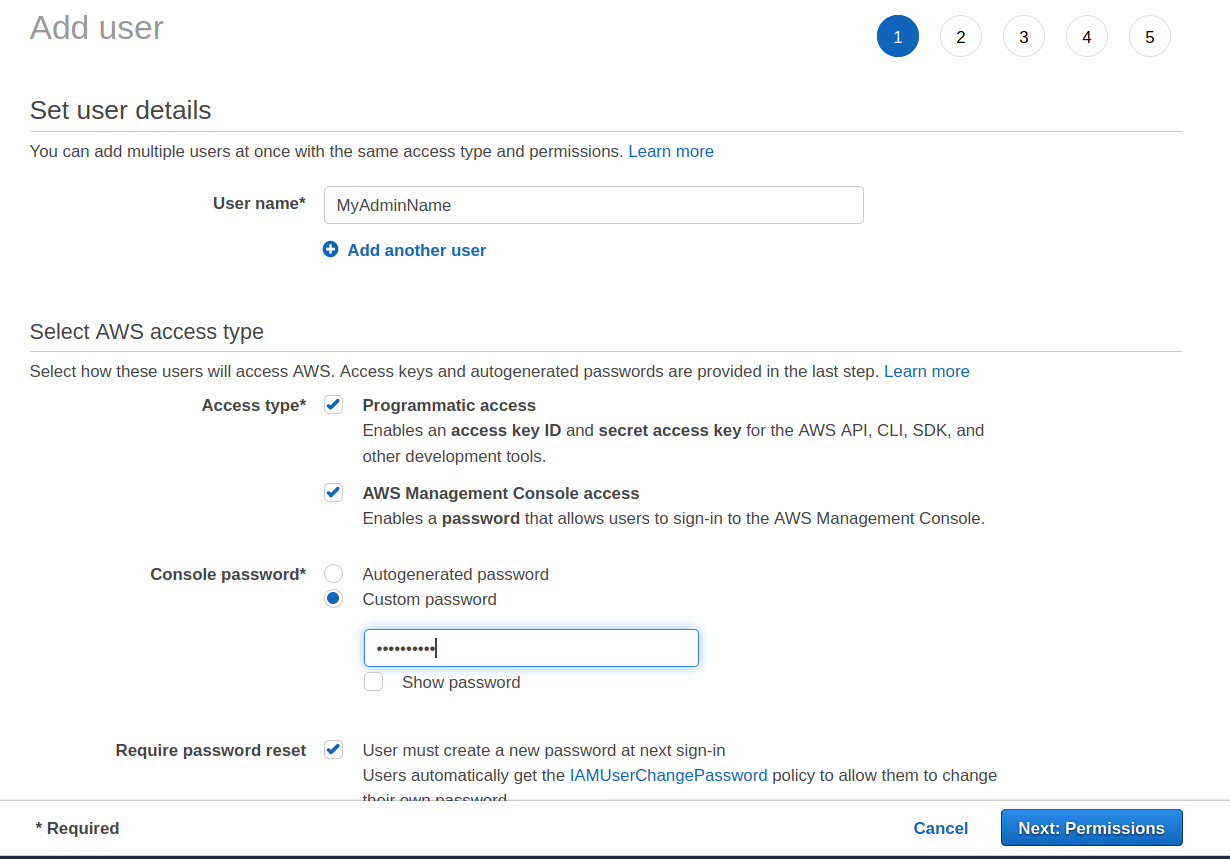 Add user
1 2 3 4 5
Set user details
You can add multiple users at once with the same access type and permissions. Learn more
User name* MyAdminName
Add another user
Select AWS access type
Select how these users will access AWS. Access keys and autogenerated passwords are provided in the last step. Learn more
Access type* Programmatic access
Enables an access key ID and secret access key for the AWS API, CLI, SDK, and
other development tools.
AWS Management Console access
Enables a password that allows users to sign-in to the AWS Management Console.
Console password* Autogenerated password
Custom password
••••••••••
Show password
Require password reset User must create a new password at next sign-in
Users automatically get the IAMUserChangePassword policy to allow them to change
their own password
* Required Cancel Next: Permissions